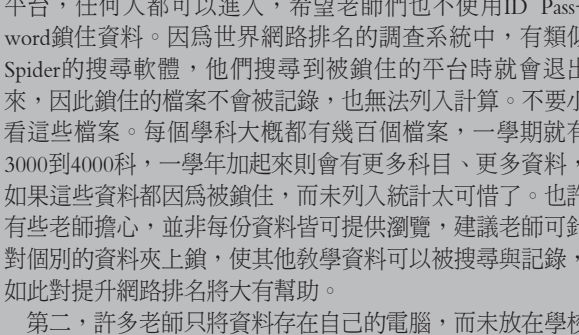 平台，任何人都可以進入，希望老師們也不使用ID Pass-
word鎖住資料。因為世界網路排名的調查系統中，有類似
Spider的搜尋軟體，他們搜尋到被鎖住的平台時就會退出
來，因此鎖住的檔案不會被記錄，也無法列入計算。不要小
看這些檔案。每個學科大概都有幾百個檔案，一學期就有
3000到4000科，一學年加起來則會有更多科目、更多資料，
如果這些資料都因為被鎖住，而未列入統計太可惜了。也許
有些老師擔心，並非每份資料皆可提供瀏覽，建議老師可針
對個別的資料夾上鎖，使其他教學資料可以被搜尋與記錄，
如此對提升網路排名將大有幫助。
第二，許多老師只將資料存在自己的電腦，而未放在學校